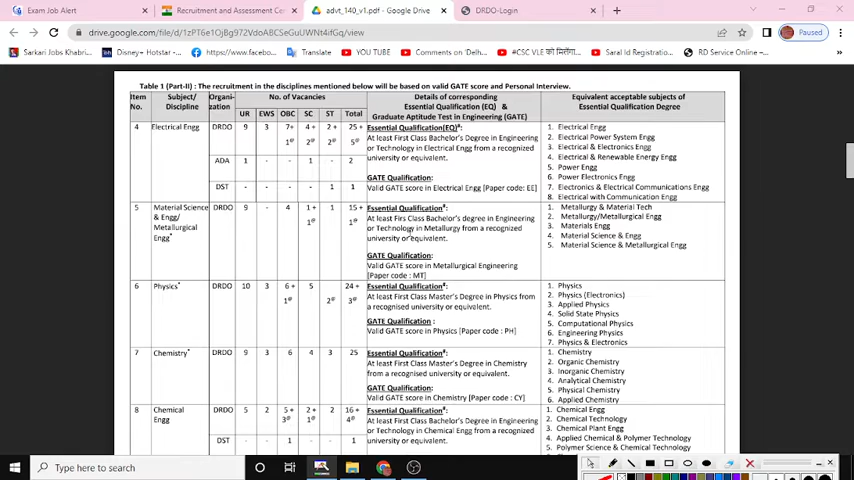 Exam Job Alert
Recruitment and Assessment Cen
advt_140_v1.pdf - Google Drive
DRDO-Login
drive.google.com/file/d/1zPT6e1OjBg972VdoABCSeGuUWNt4ifGq/view
Sarkari Jobs Khabri...
Disney+ Hotstar -...
https://www.facebo...
Translate
YOU TUBE
Comments on 'Delh...
#CSC VLE को मिलेगा...
Saral Id Registratio...
RD Service Online -...
Table 1 (Part-II) : The recruitment in the disciplines mentioned below will be based on valid GATE score and Personal Interview.
Item No.
Subject/ Discipline
Organi-zation
No. of Vacancies
Details of corresponding
Essential Qualification (EQ) &
Graduate Aptitude Test in Engineering (GATE)
Equivalent acceptable subjects of
Essential Qualification Degree
UR EWS OBC SC ST Total
4 Electrical Engg DRDO 9 3 7+ 1@ 4+ 2@ 2+ 2@ 25+ 5@
ADA 1 - - 1 - 2
DST - - - - 1 1
Essential Qualification(EQ)#:
At least First Class Bachelor's Degree in Engineering
or Technology in Electrical Engg from a recognized
university or equivalent.
GATE Qualification:
Valid GATE score in Electrical Engg [Paper code: EE]
1. Electrical Engg
2. Electrical Power System Engg
3. Electrical & Electronics Engg
4. Electrical & Renewable Energy Engg
5. Power Engg
6. Power Electronics Engg
7. Electronics & Electrical Communications Engg
8. Electrical with Communication Engg
5 Material Science & Engg/ Metallurgical Engg* DRDO 9 - 4 1+ 1@ 1 15+ 1@
Essential Qualification#:
At least Firs Class Bachelor's degree in Engineering
or Technology in Metallurgy from a recognized
university or equivalent.
GATE Qualification:
Valid GATE score in Metallurgical Engineering
[Paper code : MT]
1. Metallurgy & Material Tech
2. Metallurgy/Metallurgical Engg
3. Materials Engg
4. Material Science & Engg
5. Material Science & Metallurgical Engg
6 Physics* DRDO 10 3 6 + 1@ 5 2@ 24 + 3@
Essential Qualification#:
At least First Class Master's Degree in Physics from
a recognised university or equivalent.
GATE Qualification :
Valid GATE score in Physics [Paper code : PH]
1. Physics
2. Physics (Electronics)
3. Applied Physics
4. Solid State Physics
5. Computational Physics
6. Engineering Physics
7. Physics & Electronics
7 Chemistry* DRDO 9 3 6 4 3 25
Essential Qualification#:
At least First Class Master's Degree in Chemistry
from a recognised university or equivalent.
GATE Qualification:
Valid GATE score in Chemistry [Paper code : CY]
1. Chemistry
2. Organic Chemistry
3. Inorganic Chemistry
4. Analytical Chemistry
5. Physical Chemistry
6. Applied Chemistry
8 Chemical Engg DRDO 5 2 5 + 3@ 2 + 1@ 2 16 + 4@
DST - - 1 - - 1
Essential Qualification#:
At least First Class Bachelor's Degree in Engineering
or Technology in Chemical Engg from a recognized
university or equivalent.
1. Chemical Engg
2. Chemical Technology
3. Chemical Plant Engg
4. Applied Chemical & Polymer Technology
5. Polymer Science & Chemical Technology
Type here to search